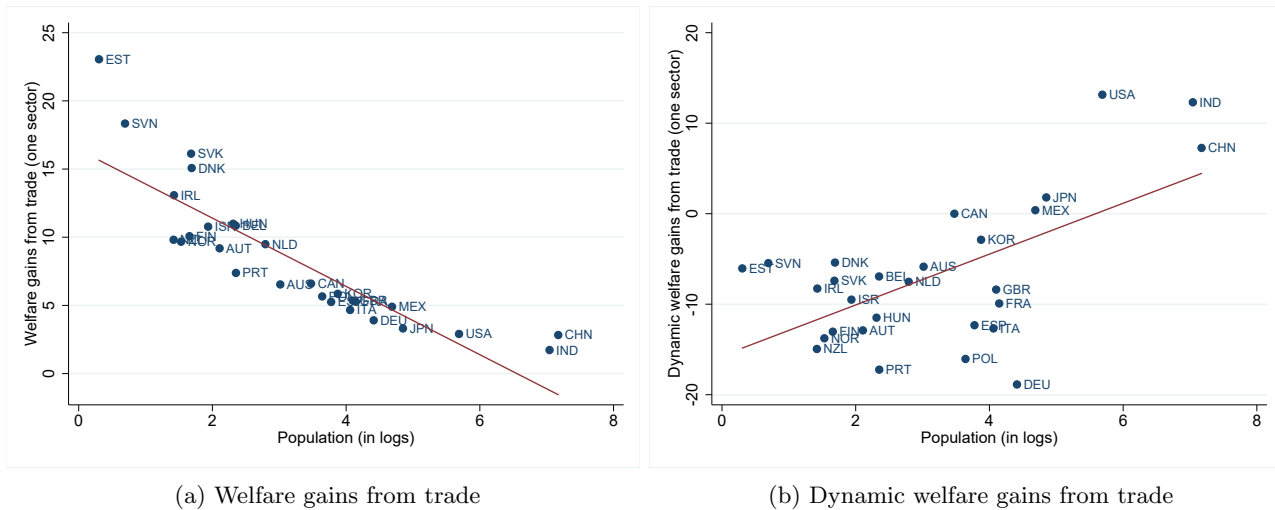 Welfare gains from trade (one sector)
25
20
15
10
5
0
EST
SVN
SVK
DNK
IRL
HUN
ISR
BEL
FIN
NOR
AUT
NLD
PRT
AUS
CAN
KOR
GBR
ITA
MEX
DEU
JPN
USA
CHN
IND
0 2 4 6 8
Population (in logs)
(a) Welfare gains from trade
Dynamic welfare gains from trade (one sector)
20
10
0
-10
-20
USA
IND
CHN
JPN
MEX
CAN
KOR
EST
SVN
DNK
AUS
BEL
SVK
NLD
IRL
ISR
GBR
FRA
HUN
ESP
ITA
FIN
AUT
NOR
NZL
POL
PRT
DEU
0 2 4 6 8
Population (in logs)
(b) Dynamic welfare gains from trade